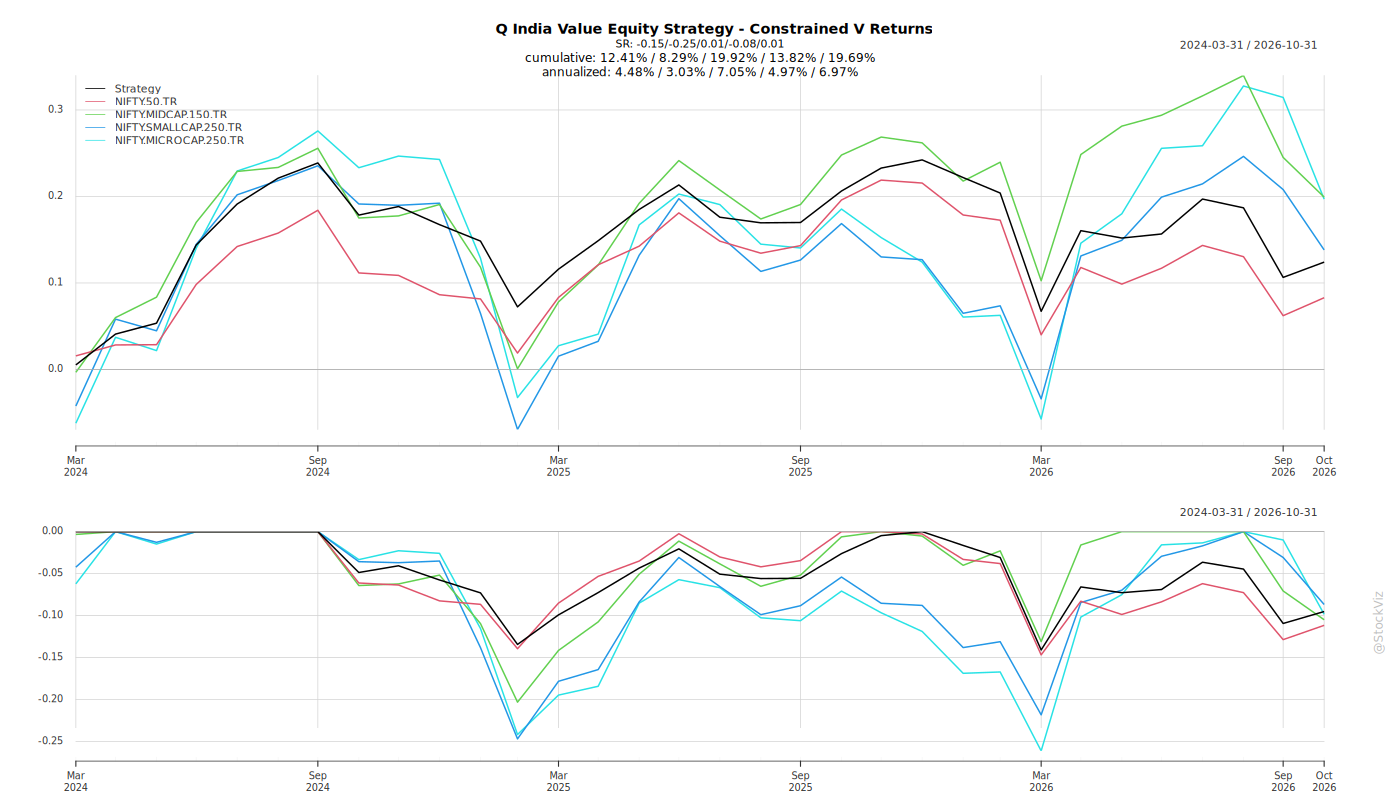 Q India Value Equity Strategy - Constrained V Returns
SR: -0.15/-0.25/0.01/-0.08/0.01
cumulative: 12.41% / 8.29% / 19.92% / 13.82% / 19.69%
annualized: 4.48% / 3.03% / 7.05% / 4.97% / 6.97%
2024-03-31 / 2026-10-31
Strategy
NIFTY.50.TR
NIFTY.MIDCAP.150.TR
NIFTY.SMALLCAP.250.TR
NIFTY.MICROCAP.250.TR
0.3
0.2
0.1
0.0
Mar Sep Mar Sep Mar Sep Oct
2024 2024 2025 2025 2026 2026 2026
2024-03-31 / 2026-10-31
0.00
-0.05
-0.10
-0.15
-0.20
-0.25
Mar Sep Mar Sep Mar Sep Oct
2024 2024 2025 2025 2026 2026 2026
@StockViz